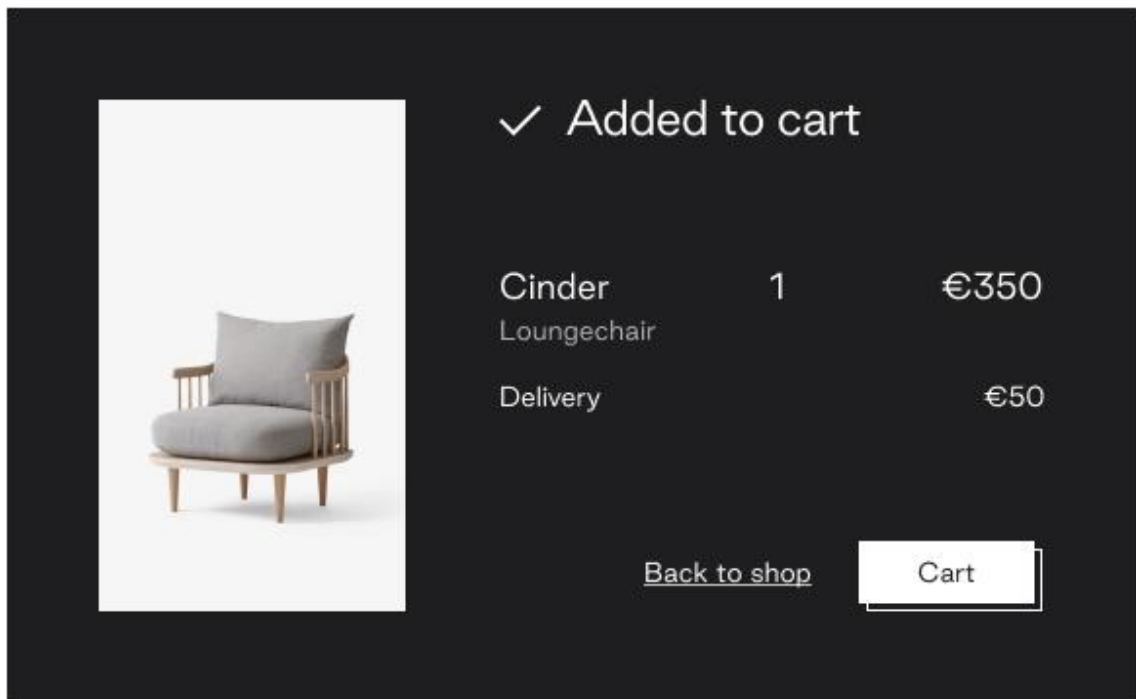 Added to cart
Cinder 1 €350
Loungechair
Delivery €50
Back to shop Cart